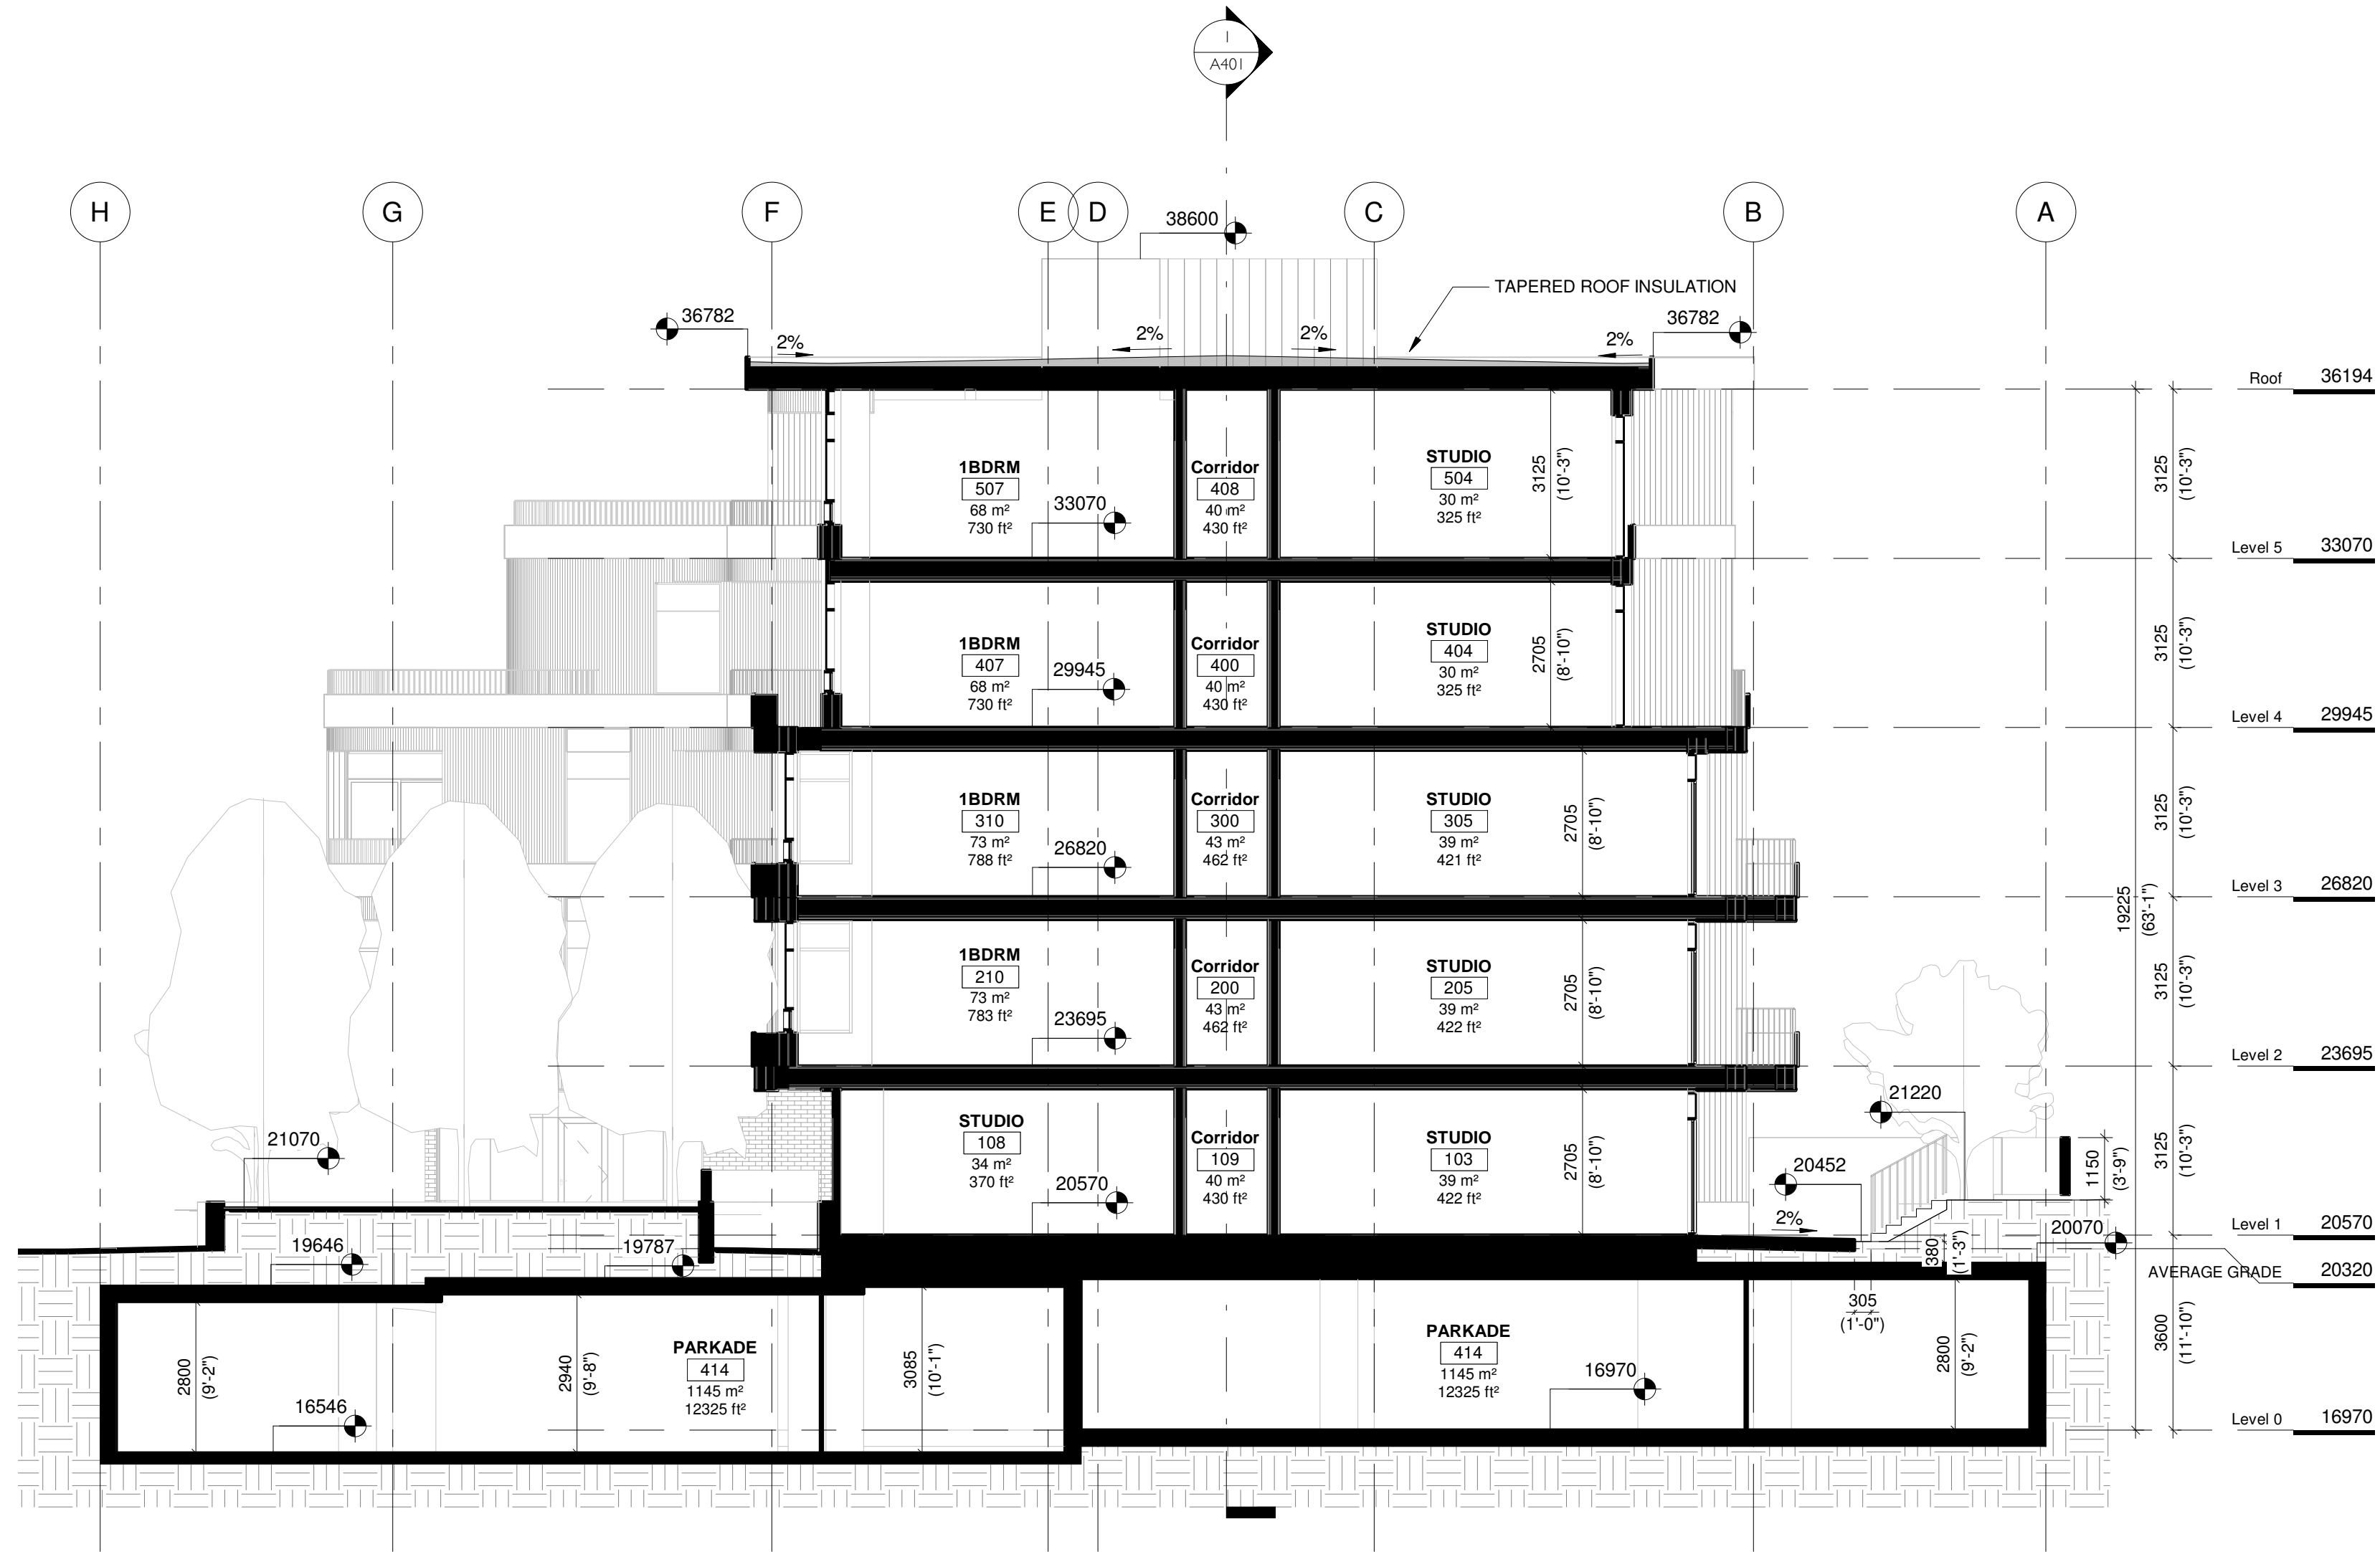 1
A401
H
G
F
E
D
C
B
A
38600
TAPERED ROOF INSULATION
36782
36782
2%
2%
2%
2%
Roof 36194
1BDRM
507
68 m²
730 ft²
33070
Corridor
408
40 m²
430 ft²
STUDIO
504
30 m²
325 ft²
3125
(10'-3")
3125
(10'-3")
Level 5 33070
1BDRM
407
68 m²
730 ft²
29945
Corridor
400
40 m²
430 ft²
STUDIO
404
30 m²
325 ft²
2705
(8'-10")
3125
(10'-3")
Level 4 29945
1BDRM
310
73 m²
788 ft²
26820
Corridor
300
43 m²
462 ft²
STUDIO
305
39 m²
421 ft²
2705
(8'-10")
3125
(10'-3")
Level 3 26820
19225
(63'-1")
1BDRM
210
73 m²
783 ft²
23695
Corridor
200
43 m²
462 ft²
STUDIO
205
39 m²
422 ft²
2705
(8'-10")
3125
(10'-3")
Level 2 23695
21070
STUDIO
108
34 m²
370 ft²
20570
Corridor
109
40 m²
430 ft²
STUDIO
103
39 m²
422 ft²
2705
(8'-10")
21220
20452
2%
1150
(3'-9")
3125
(10'-3")
Level 1 20570
20070
19646
19787
380
(1'-3")
AVERAGE GRADE 20320
305
(1'-0")
2800
(9'-2")
16546
2940
(9'-8")
PARKADE
414
1145 m²
12325 ft²
3085
(10'-1")
PARKADE
414
1145 m²
12325 ft²
16970
2800
(9'-2")
3600
(11'-10")
Level 0 16970